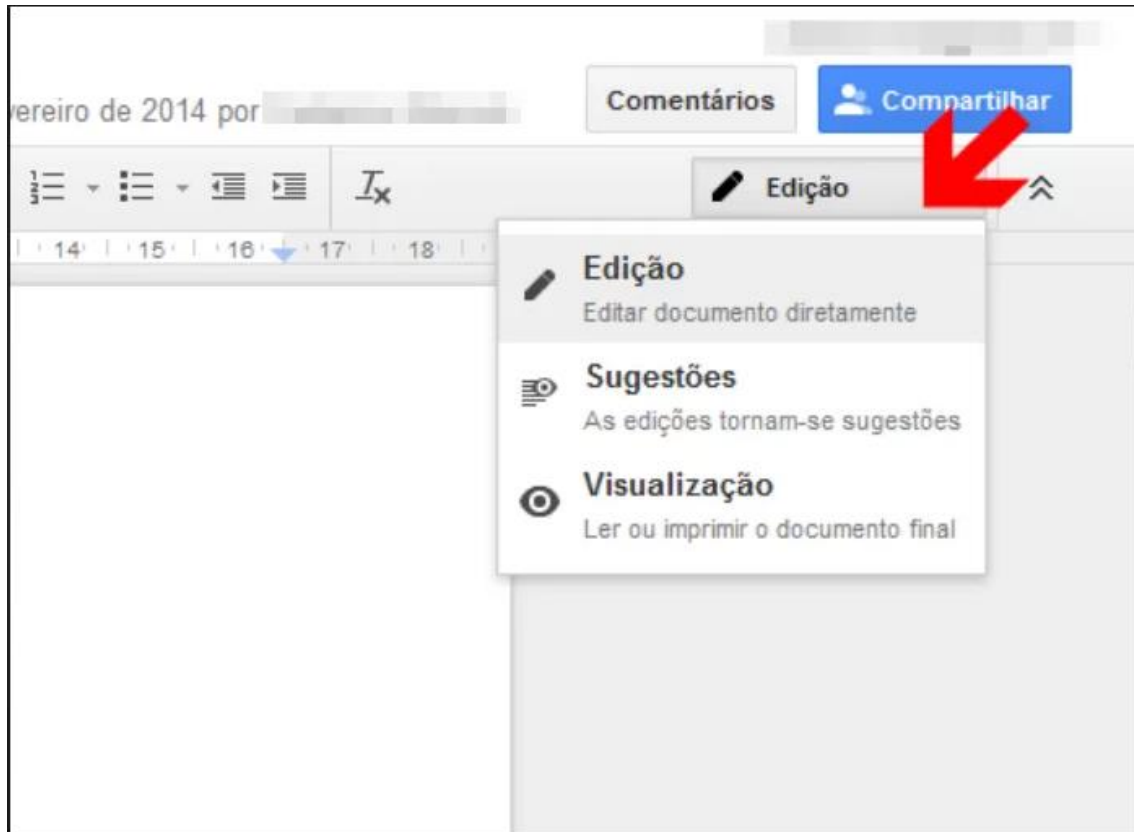 vereiro de 2014 por
Comentários
Compartilhar
Edição
14 15 16 17 18
Edição
Editar documento diretamente
Sugestões
As edições tornam-se sugestões
Visualização
Ler ou imprimir o documento final